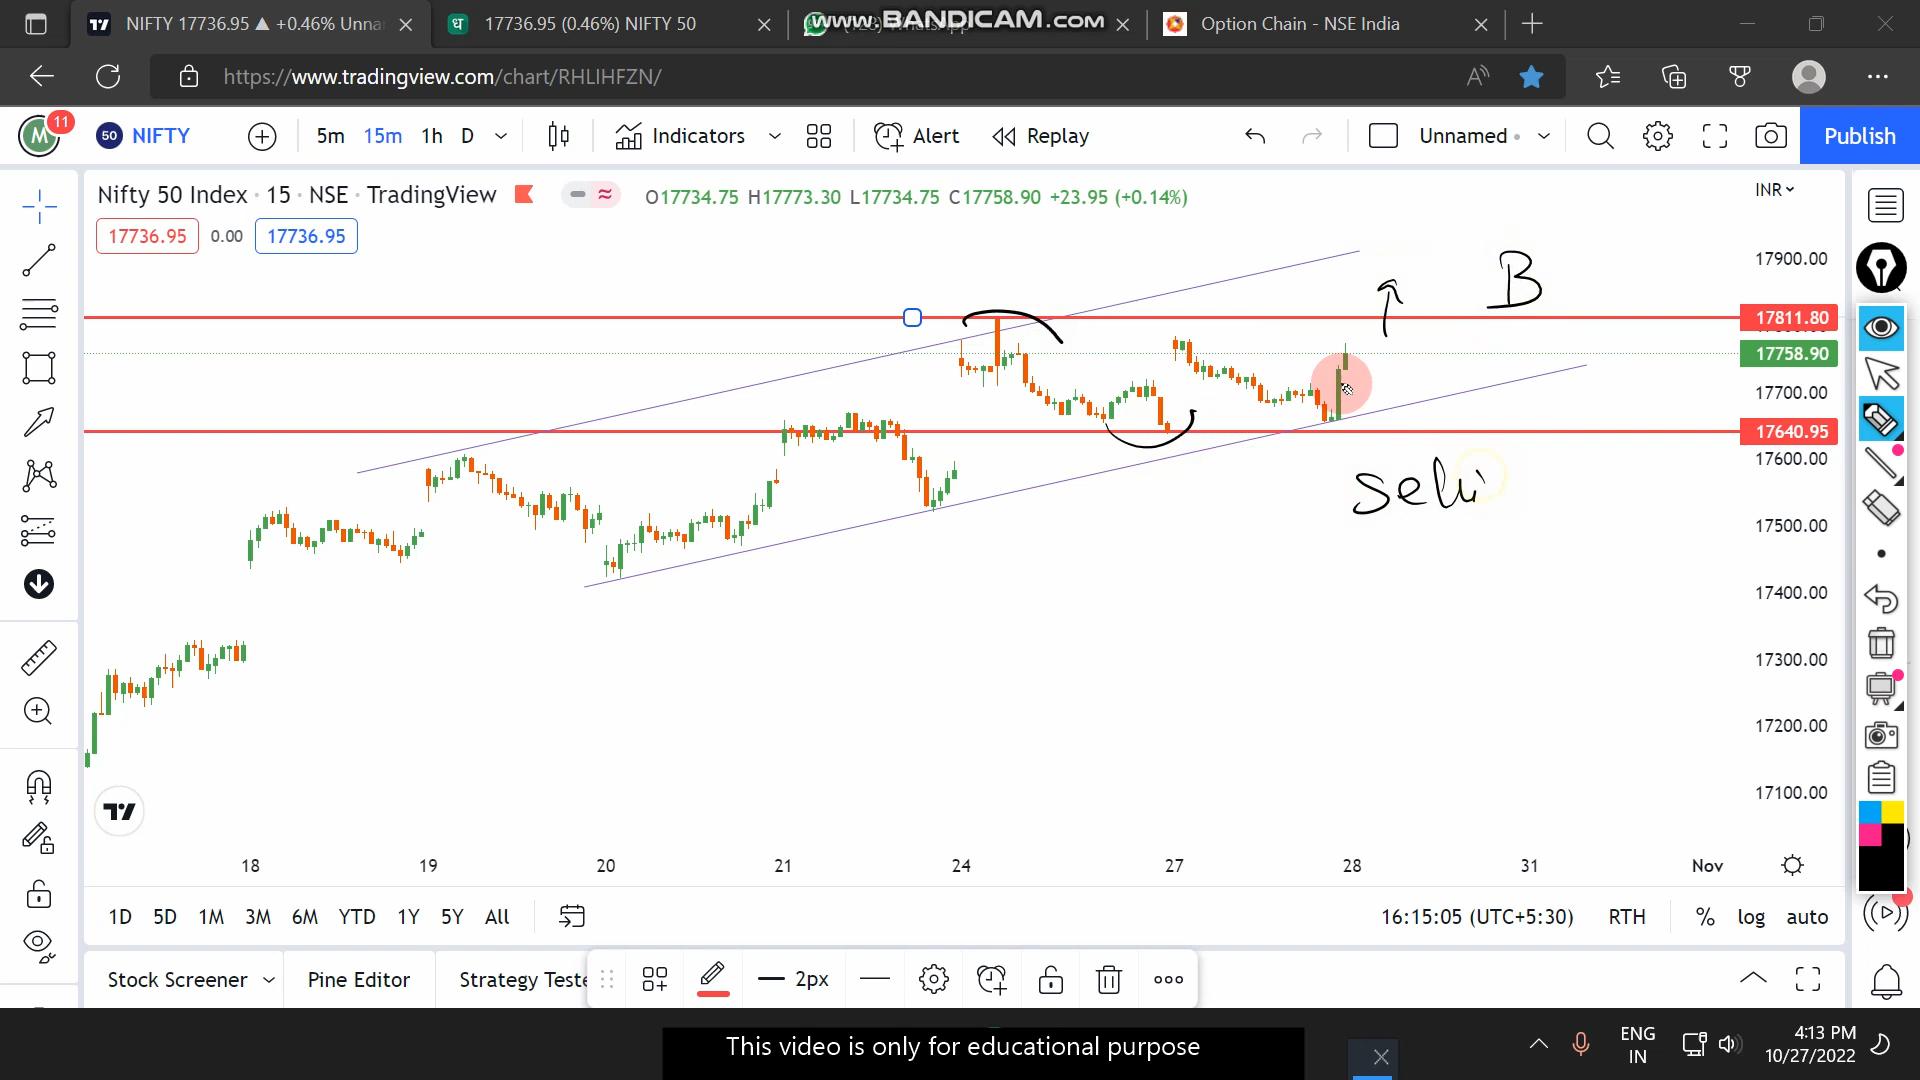 NIFTY 17736.95 ▲ +0.46% Unna
17736.95 (0.46%) NIFTY 50
www.BANDICAM.com
Option Chain - NSE India
https://www.tradingview.com/chart/RHLIHFZN/
M 11
50 NIFTY
5m 15m 1h D
Indicators
Alert
Replay
Unnamed
Publish
Nifty 50 Index · 15 · NSE · TradingView
O17734.75 H17773.30 L17734.75 C17758.90 +23.95 (+0.14%)
INR
17736.95 0.00 17736.95
17900.00
B
17811.80
17758.90
17700.00
17640.95
17600.00
Selli
17500.00
17400.00
17300.00
17200.00
17100.00
18 19 20 21 24 27 28 31 Nov
1D 5D 1M 3M 6M YTD 1Y 5Y All
16:15:05 (UTC+5:30) RTH % log auto
Stock Screener Pine Editor Strategy Teste
2px
This video is only for educational purpose
ENG
IN
4:13 PM
10/27/2022